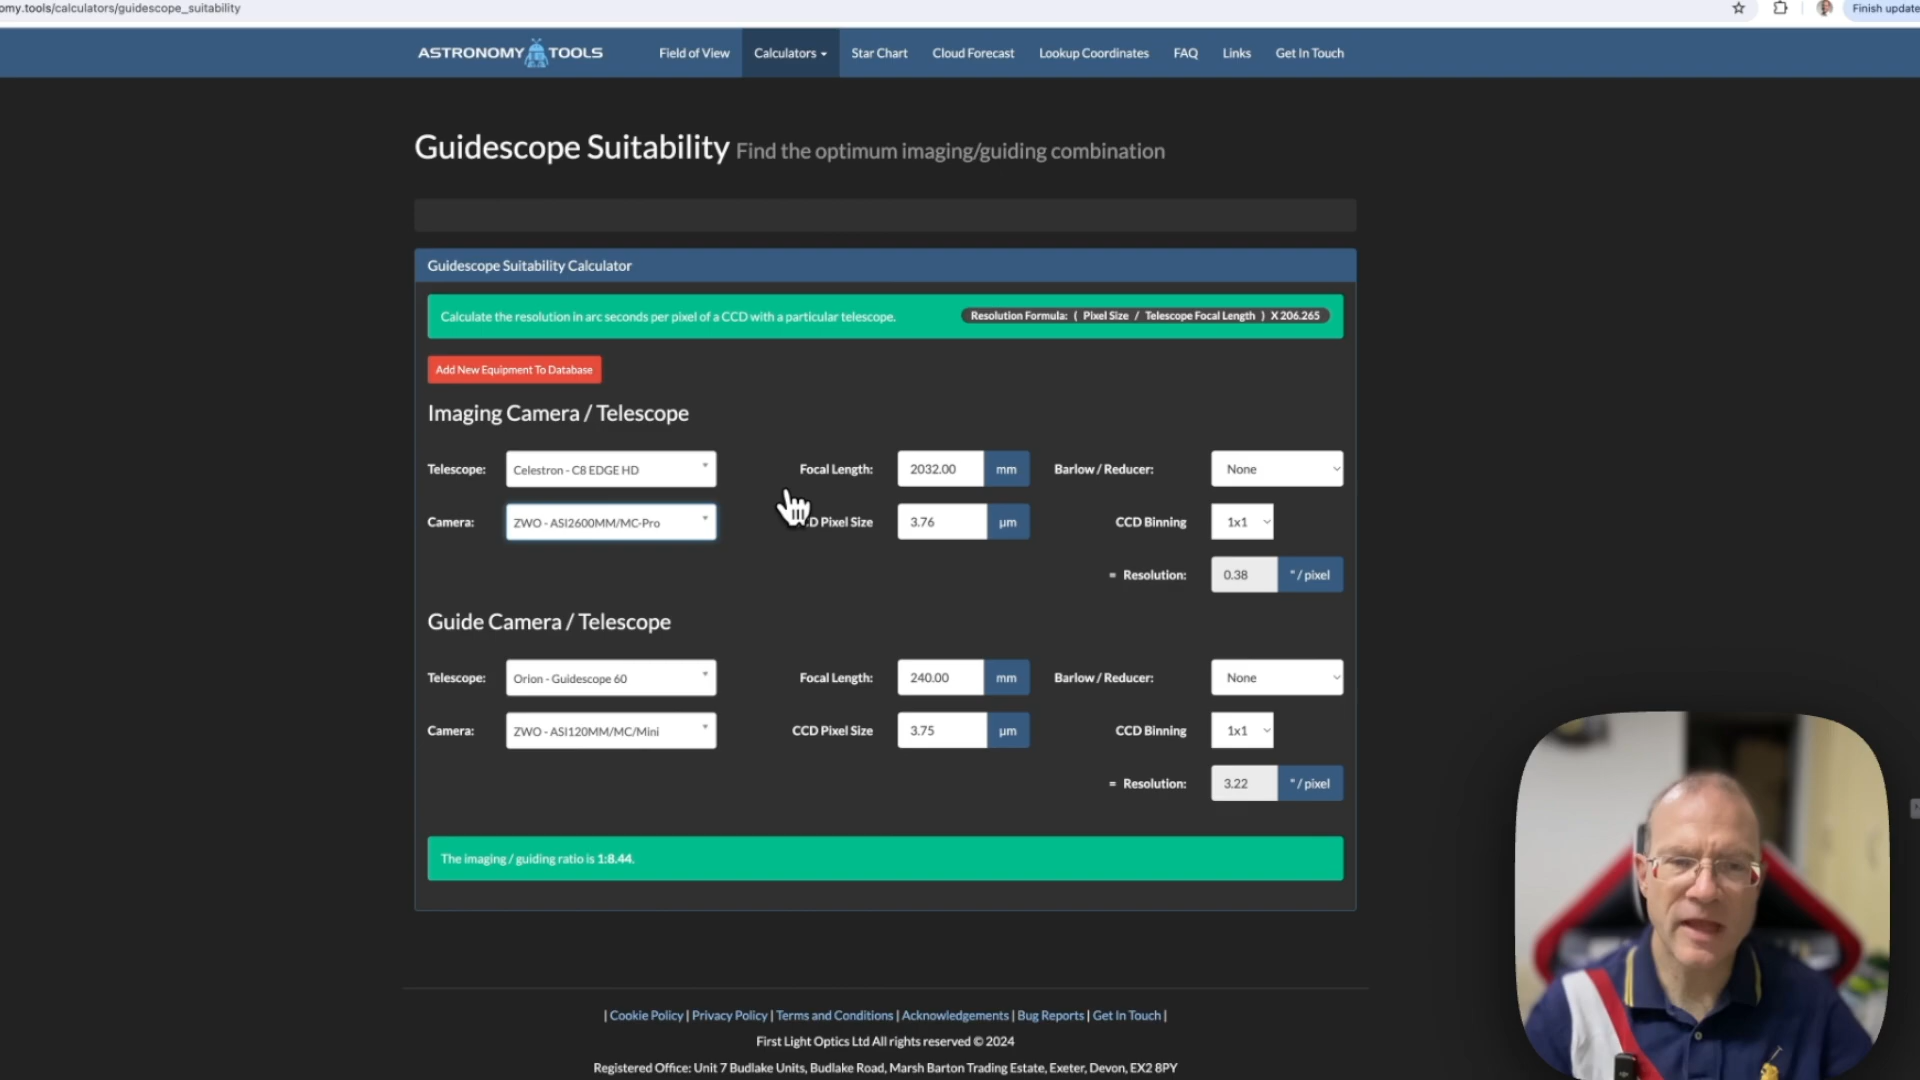 omy.tools/calculators/guidescope_suitability
Finish update
ASTRONOMY TOOLS
Field of View
Calculators
Star Chart
Cloud Forecast
Lookup Coordinates
FAQ
Links
Get In Touch
Guidescope Suitability Find the optimum imaging/guiding combination
Guidescope Suitability Calculator
Calculate the resolution in arc seconds per pixel of a CCD with a particular telescope.
Resolution Formula: ( Pixel Size / Telescope Focal Length ) X 206.265
Add New Equipment To Database
Imaging Camera / Telescope
Telescope:
Celestron - C8 EDGE HD
Focal Length:
2032.00
mm
Barlow / Reducer:
None
Camera:
ZWO - ASI2600MM/MC-Pro
D Pixel Size
3.76
µm
CCD Binning
1x1
= Resolution:
0.38
" / pixel
Guide Camera / Telescope
Telescope:
Orion - Guidescope 60
Focal Length:
240.00
mm
Barlow / Reducer:
None
Camera:
ZWO - ASI120MM/MC/Mini
CCD Pixel Size
3.75
µm
CCD Binning
1x1
= Resolution:
3.22
" / pixel
The imaging / guiding ratio is 1:8.44.
| Cookie Policy | Privacy Policy | Terms and Conditions | Acknowledgements | Bug Reports | Get In Touch |
First Light Optics Ltd All rights reserved © 2024
Registered Office: Unit 7 Budlake Units, Budlake Road, Marsh Barton Trading Estate, Exeter, Devon, EX2 8PY